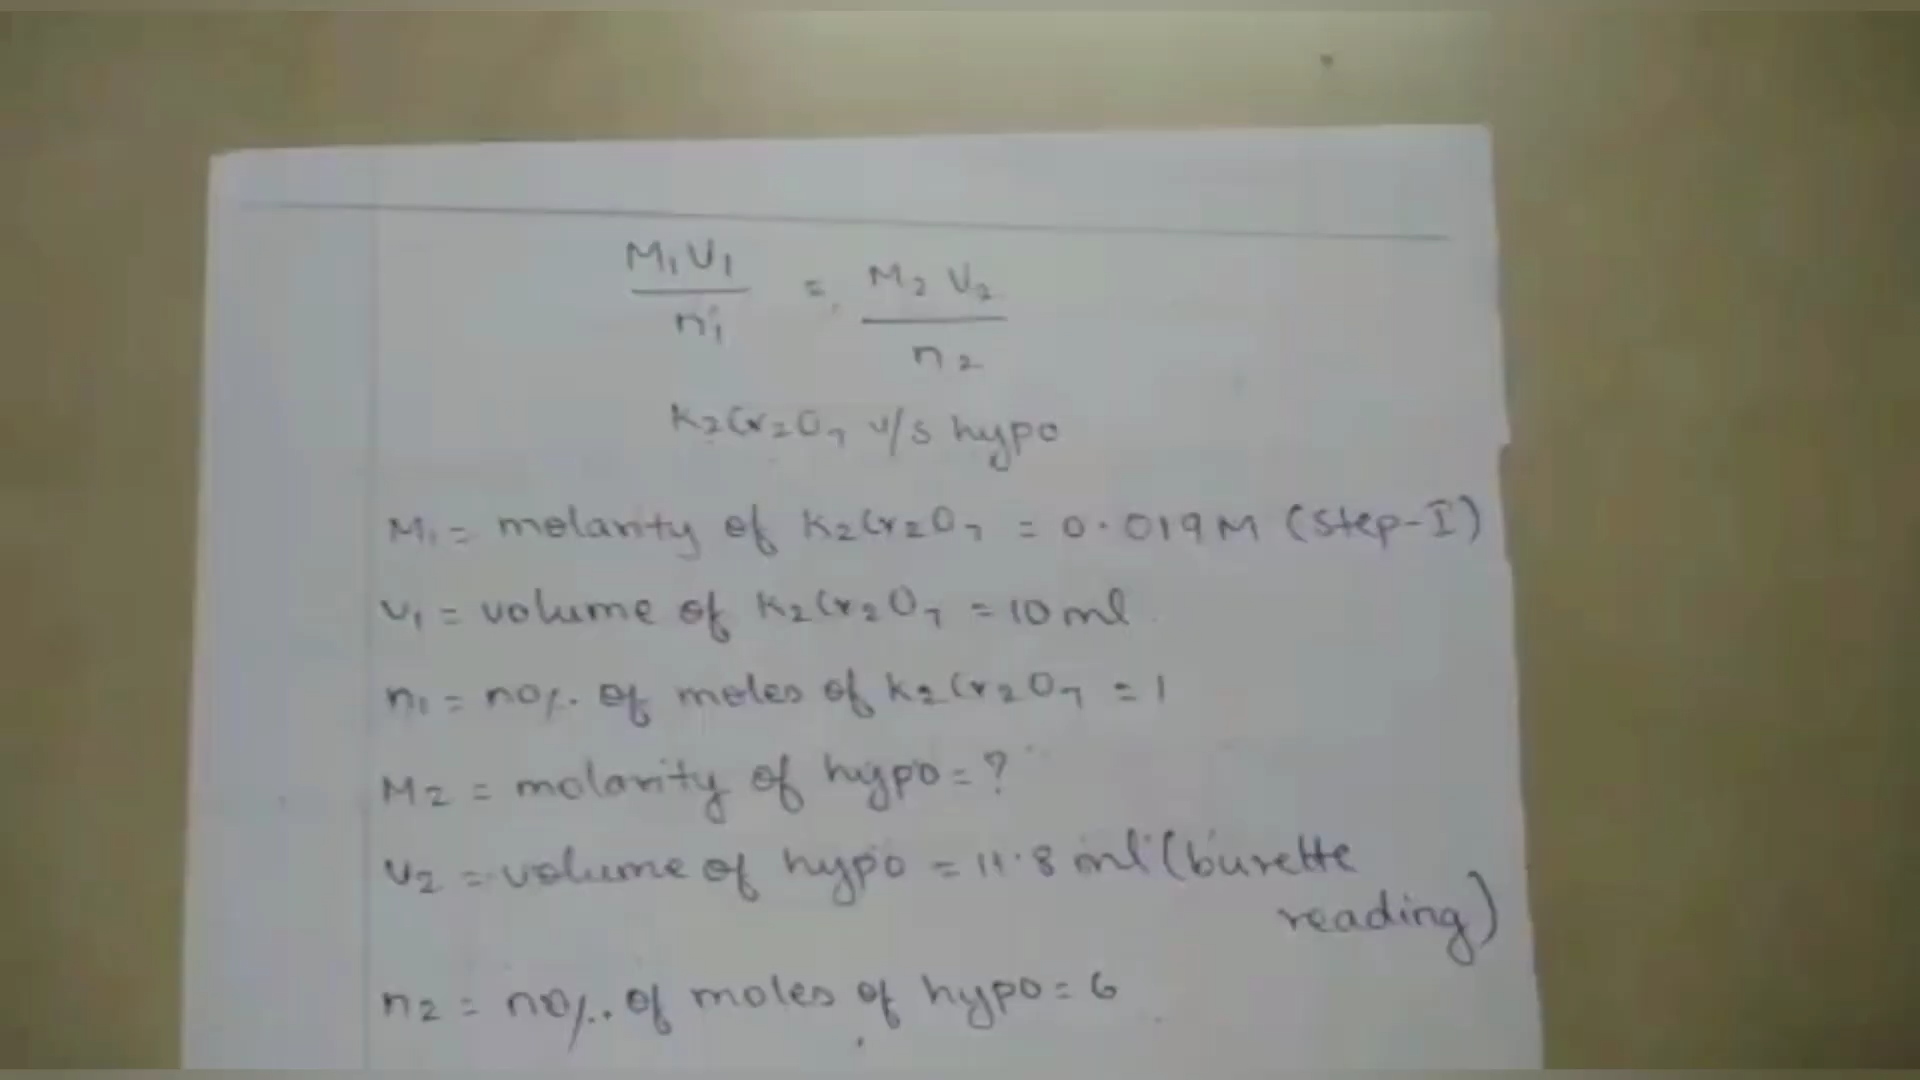 M₁V₁ / n₁ = M₂V₂ / n₂
K₂Cr₂O₇ v/s hypo
M₁ = molarity of K₂Cr₂O₇ = 0.019M (Step-I)
V₁ = volume of K₂Cr₂O₇ = 10 ml
n₁ = no/. of moles of K₂Cr₂O₇ = 1
M₂ = molarity of hypo = ?
V₂ = volume of hypo = 11.8 ml (burette
reading)
n₂ = no/. of moles of hypo = 6